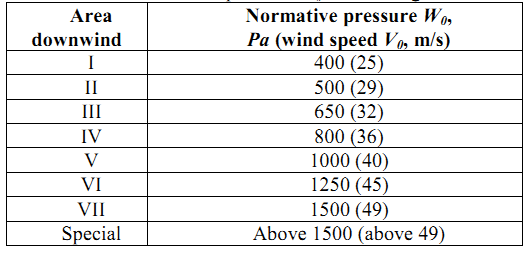 Area
downwind
Normative pressure W0,
Pa (wind speed V0, m/s)
I
400 (25)
II
500 (29)
III
650 (32)
IV
800 (36)
V
1000 (40)
VI
1250 (45)
VII
1500 (49)
Special
Above 1500 (above 49)